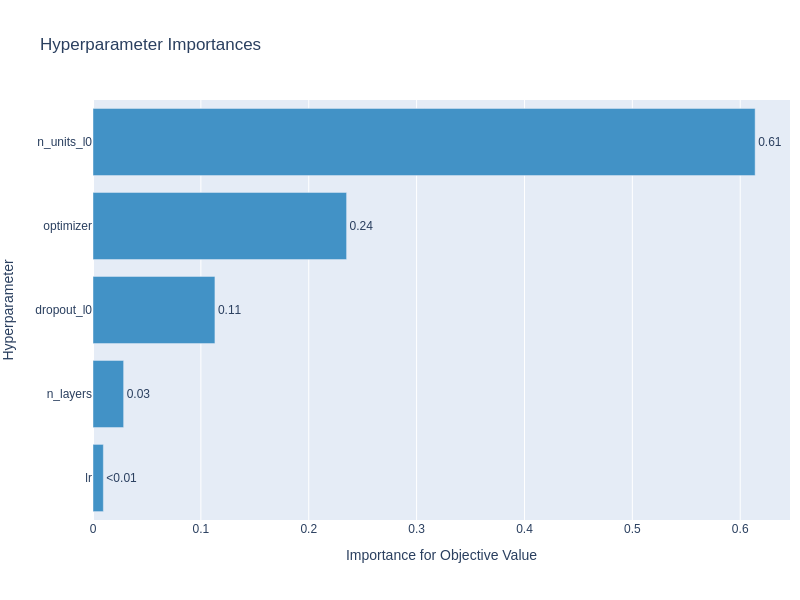 Hyperparameter Importances
Hyperparameter
n_units_l0
0.61
optimizer
0.24
dropout_l0
0.11
n_layers
0.03
lr
<0.01
0
0.1
0.2
0.3
0.4
0.5
0.6
Importance for Objective Value